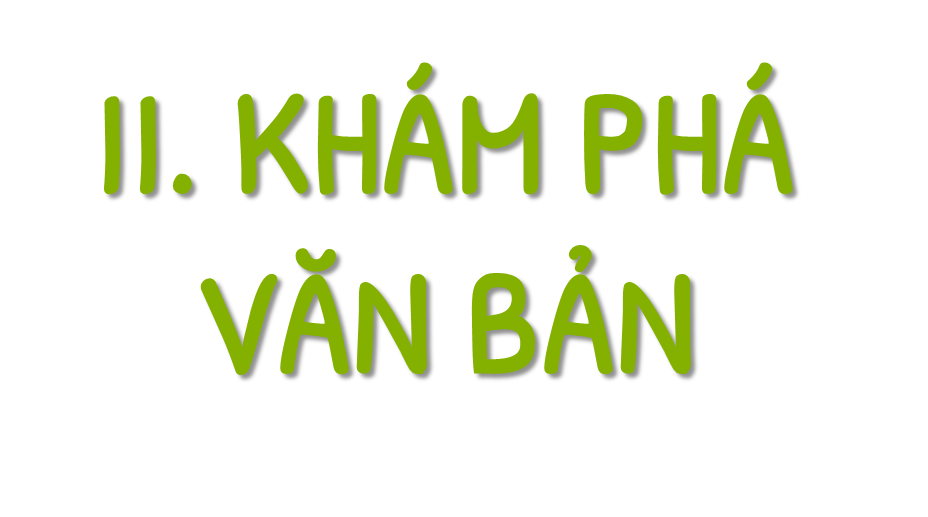 II. KHÁM PHÁ
VĂN BẢN